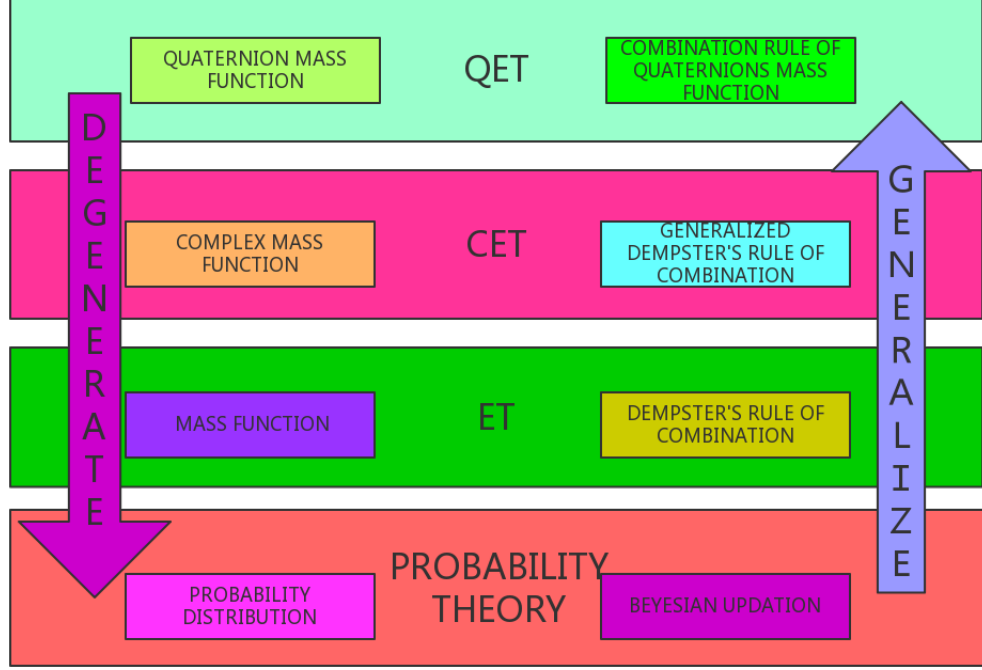 QUATERNION MASS
FUNCTION
QET
COMBINATION RULE OF
QUATERNIONS MASS
FUNCTION
DEGENERATE
GENERALIZE
COMPLEX MASS
FUNCTION
CET
GENERALIZED
DEMPSTER'S RULE OF
COMBINATION
MASS FUNCTION
ET
DEMPSTER'S RULE OF
COMBINATION
PROBABILITY
THEORY
PROBABILITY
DISTRIBUTION
BEYESIAN UPDATION